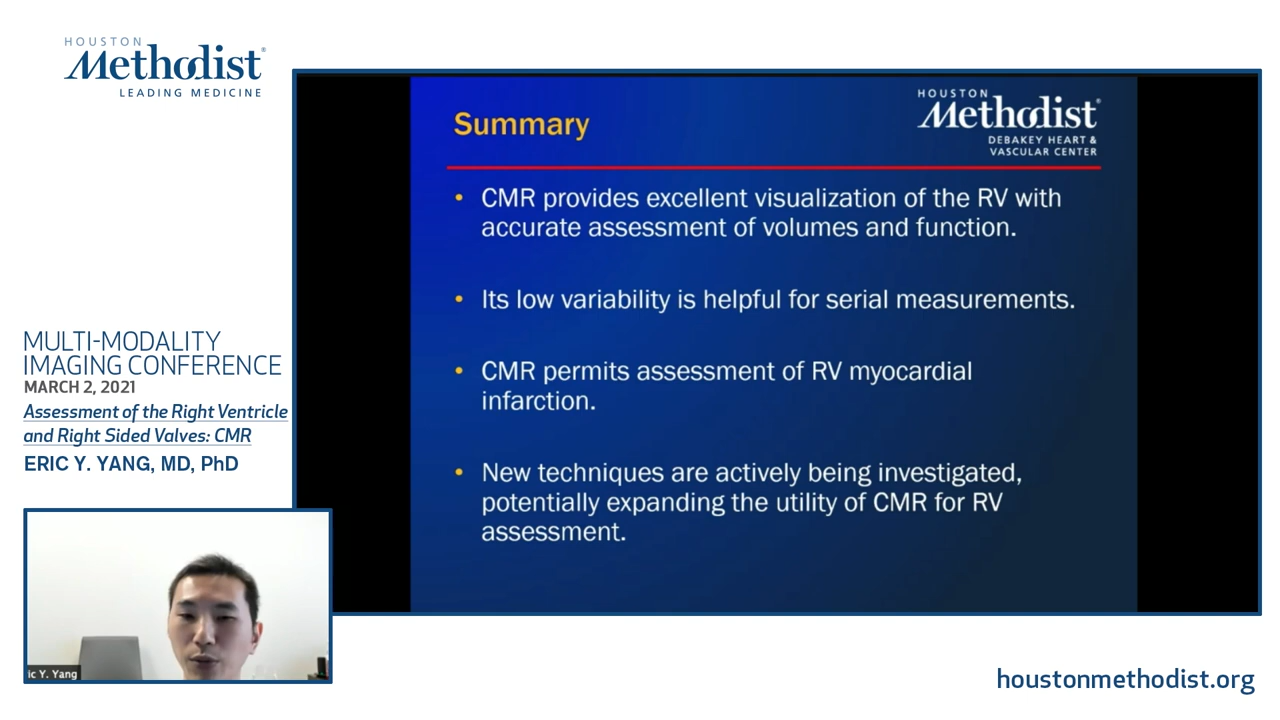 HOUSTON
Methodist®
LEADING MEDICINE
MULTI-MODALITY
IMAGING CONFERENCE
MARCH 2, 2021
Assessment of the Right Ventricle
and Right Sided Valves: CMR
ERIC Y. YANG, MD, PhD
ic Y. Yang
Summary
HOUSTON
Methodist®
DEBAKEY HEART &
VASCULAR CENTER
• CMR provides excellent visualization of the RV with
accurate assessment of volumes and function.
• Its low variability is helpful for serial measurements.
• CMR permits assessment of RV myocardial
infarction.
• New techniques are actively being investigated,
potentially expanding the utility of CMR for RV
assessment.
houstonmethodist.org